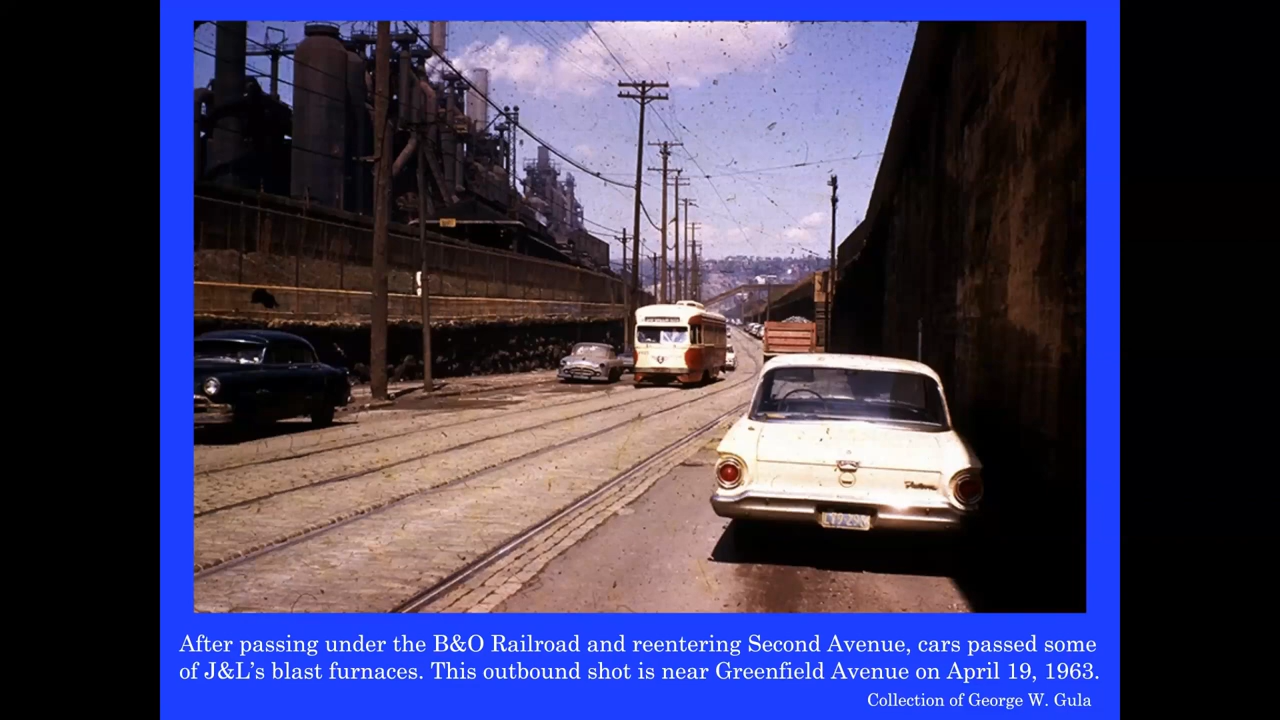 After passing under the B&O Railroad and reentering Second Avenue, cars passed some
of J&L’s blast furnaces. This outbound shot is near Greenfield Avenue on April 19, 1963.
Collection of George W. Gula